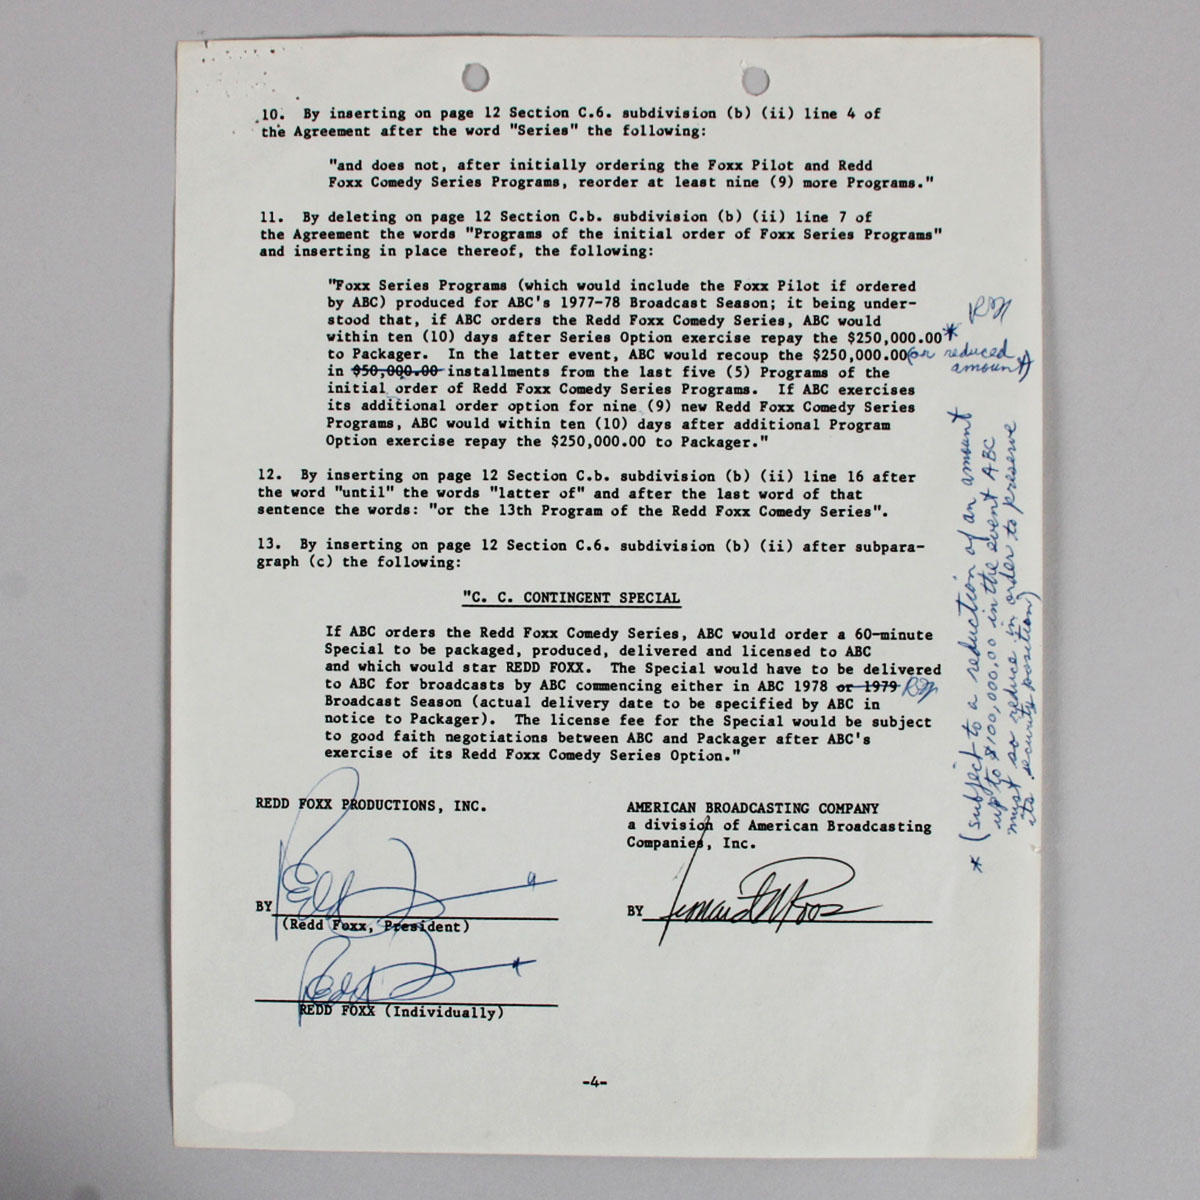 10. By inserting on page 12 Section C.6. subdivision (b) (ii) line 4 of
the Agreement after the word "Series" the following:
"and does not, after initially ordering the Foxx Pilot and Redd
Foxx Comedy Series Programs, reorder at least nine (9) more Programs."
11. By deleting on page 12 Section C.b. subdivision (b) (ii) line 7 of
the Agreement the words "Programs of the initial order of Foxx Series Programs"
and inserting in place thereof, the following:
"Foxx Series Programs (which would include the Foxx Pilot if ordered
by ABC) produced for ABC's 1977-78 Broadcast Season; it being under-
stood that, if ABC orders the Redd Foxx Comedy Series, ABC would
within ten (10) days after Series Option exercise repay the $250,000.00*
to Packager. In the latter event, ABC would recoup the $250,000.00 (or reduced
amount)
in $50,000.00 installments from the last five (5) Programs of the
initial order of Redd Foxx Comedy Series Programs. If ABC exercises
its additional order option for nine (9) new Redd Foxx Comedy Series
Programs, ABC would within ten (10) days after additional Program
Option exercise repay the $250,000.00 to Packager."
12. By inserting on page 12 Section C.b. subdivision (b) (ii) line 16 after
the word "until" the words "latter of" and after the last word of that
sentence the words: "or the 13th Program of the Redd Foxx Comedy Series".
13. By inserting on page 12 Section C.6. subdivision (b) (ii) after subpara-
graph (c) the following:
"C. C. CONTINGENT SPECIAL
If ABC orders the Redd Foxx Comedy Series, ABC would order a 60-minute
Special to be packaged, produced, delivered and licensed to ABC
and which would star REDD FOXX. The Special would have to be delivered
to ABC for broadcasts by ABC commencing either in ABC 1978 or 1979
Broadcast Season (actual delivery date to be specified by ABC in
notice to Packager). The license fee for the Special would be subject
to good faith negotiations between ABC and Packager after ABC's
exercise of its Redd Foxx Comedy Series Option."
* (subject to a reduction of an amount
up to $100,000.00 in the event ABC
must so reduce in order to preserve
its security position)
REDD FOXX PRODUCTIONS, INC.
BY Redd Foxx
(Redd Foxx, President)
Redd Foxx
REDD FOXX (Individually)
AMERICAN BROADCASTING COMPANY
a division of American Broadcasting
Companies, Inc.
BY
-4-